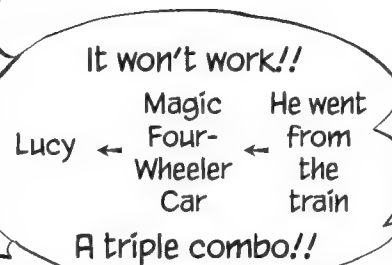 It won't work!!
He went
from
the
train
←
Magic
Four-
Wheeler
Car
←
Lucy
A triple combo!!